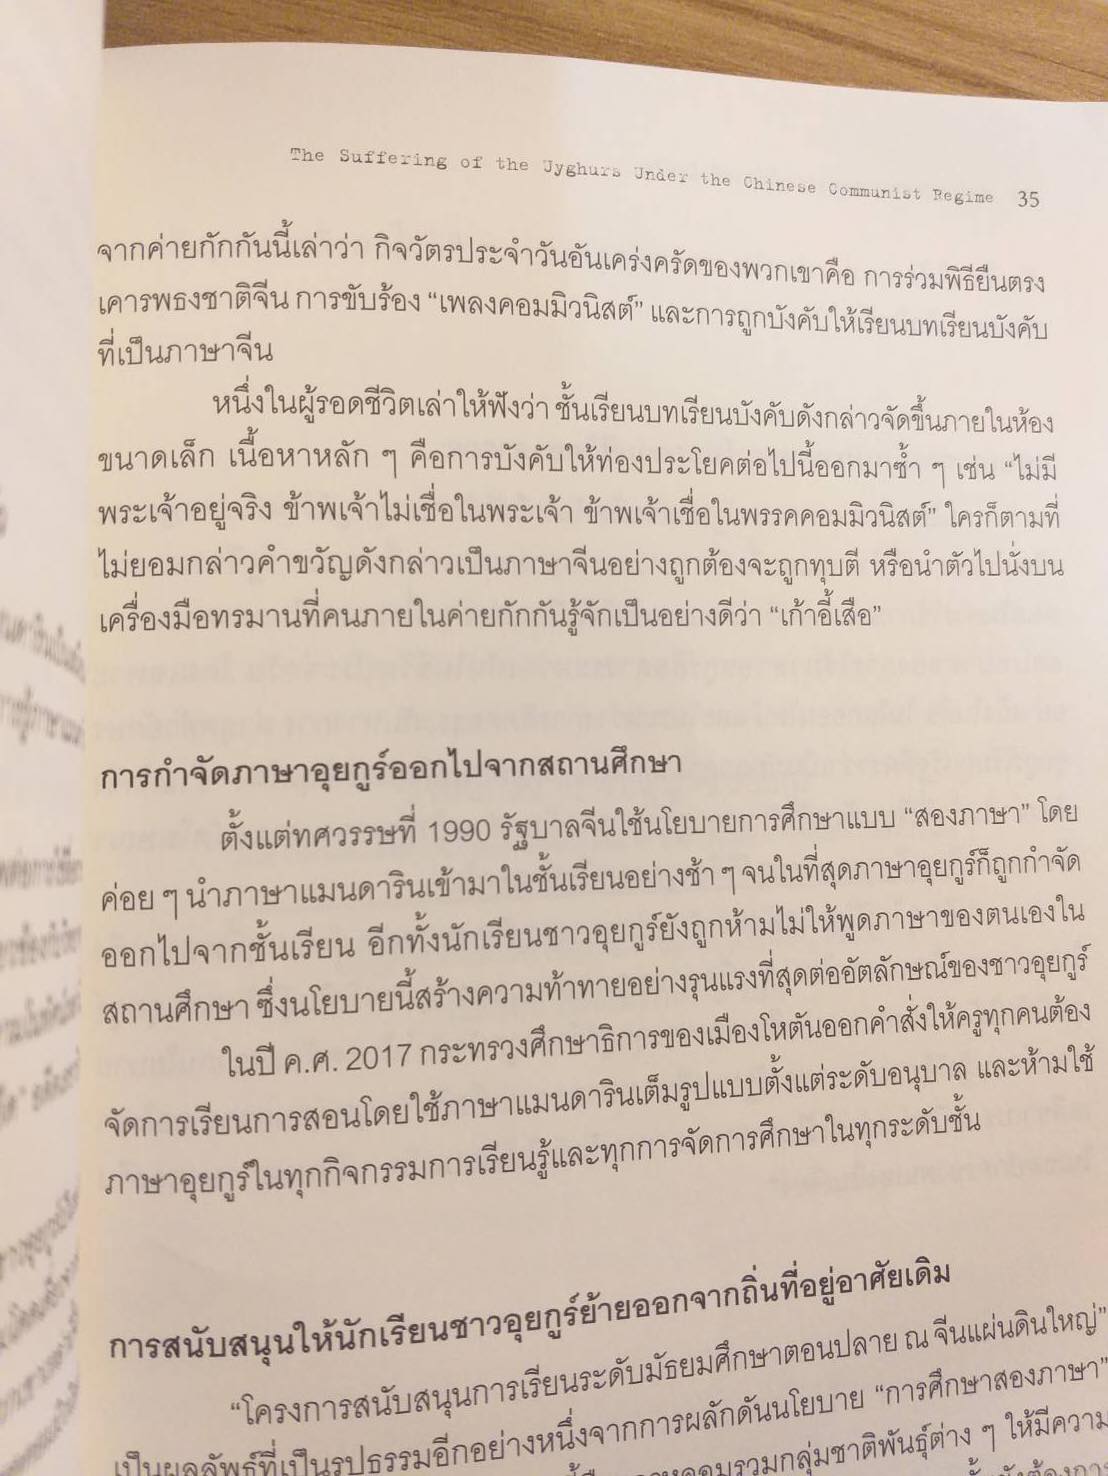 The Suffering of the Uyghurs Under the Chinese Communist Regime 35
จากค่ายกักกันนี้เล่าว่า กิจวัตรประจำวันอันเคร่งครัดของพวกเขาคือ การร่วมพิธียืนตรง
เคารพธงชาติจีน การขับร้อง “เพลงคอมมิวนิสต์” และการถูกบังคับให้เรียนบทเรียนบังคับ
ที่เป็นภาษาจีน
หนึ่งในผู้รอดชีวิตเล่าให้ฟังว่า ชั้นเรียนบทเรียนบังคับดังกล่าวจัดขึ้นภายในห้อง
ขนาดเล็ก เนื้อหาหลัก ๆ คือการบังคับให้ท่องประโยคต่อไปนี้ออกมาซ้ำ ๆ เช่น “ไม่มี
พระเจ้าอยู่จริง ข้าพเจ้าไม่เชื่อในพระเจ้า ข้าพเจ้าเชื่อในพรรคคอมมิวนิสต์” ใครก็ตามที่
ไม่ยอมกล่าวคำขวัญดังกล่าวเป็นภาษาจีนอย่างถูกต้องจะถูกทุบตี หรือนำตัวไปนั่งบน
เครื่องมือทรมานที่คนภายในค่ายกักกันรู้จักเป็นอย่างดีว่า “เก้าอี้เสือ”
การกำจัดภาษาอุยกูร์ออกไปจากสถานศึกษา
ตั้งแต่ทศวรรษที่ 1990 รัฐบาลจีนใช้นโยบายการศึกษาแบบ “สองภาษา” โดย
ค่อย ๆ นำภาษาแมนดารินเข้ามาในชั้นเรียนอย่างช้า ๆ จนในที่สุดภาษาอุยกูร์ก็ถูกกำจัด
ออกไปจากชั้นเรียน อีกทั้งนักเรียนชาวอุยกูร์ยังถูกห้ามไม่ให้พูดภาษาของตนเองใน
สถานศึกษา ซึ่งนโยบายนี้สร้างความท้าทายอย่างรุนแรงที่สุดต่ออัตลักษณ์ของชาวอุยกูร์
ในปี ค.ศ. 2017 กระทรวงศึกษาธิการของเมืองโหตันออกคำสั่งให้ครูทุกคนต้อง
จัดการเรียนการสอนโดยใช้ภาษาแมนดารินเต็มรูปแบบตั้งแต่ระดับอนุบาล และห้ามใช้
ภาษาอุยกูร์ในทุกกิจกรรมการเรียนรู้และทุกการจัดการศึกษาในทุกระดับชั้น
การสนับสนุนให้นักเรียนชาวอุยกูร์ย้ายออกจากถิ่นที่อยู่อาศัยเดิม
“โครงการสนับสนุนการเรียนระดับมัธยมศึกษาตอนปลาย ณ จีนแผ่นดินใหญ่”
เป็นผลลัพธ์ที่เป็นรูปธรรมอีกอย่างหนึ่งจากการผลักดันนโยบาย “การศึกษาสองภาษา”
กลุ่มชาติพันธุ์ต่าง ๆ ให้มีความ